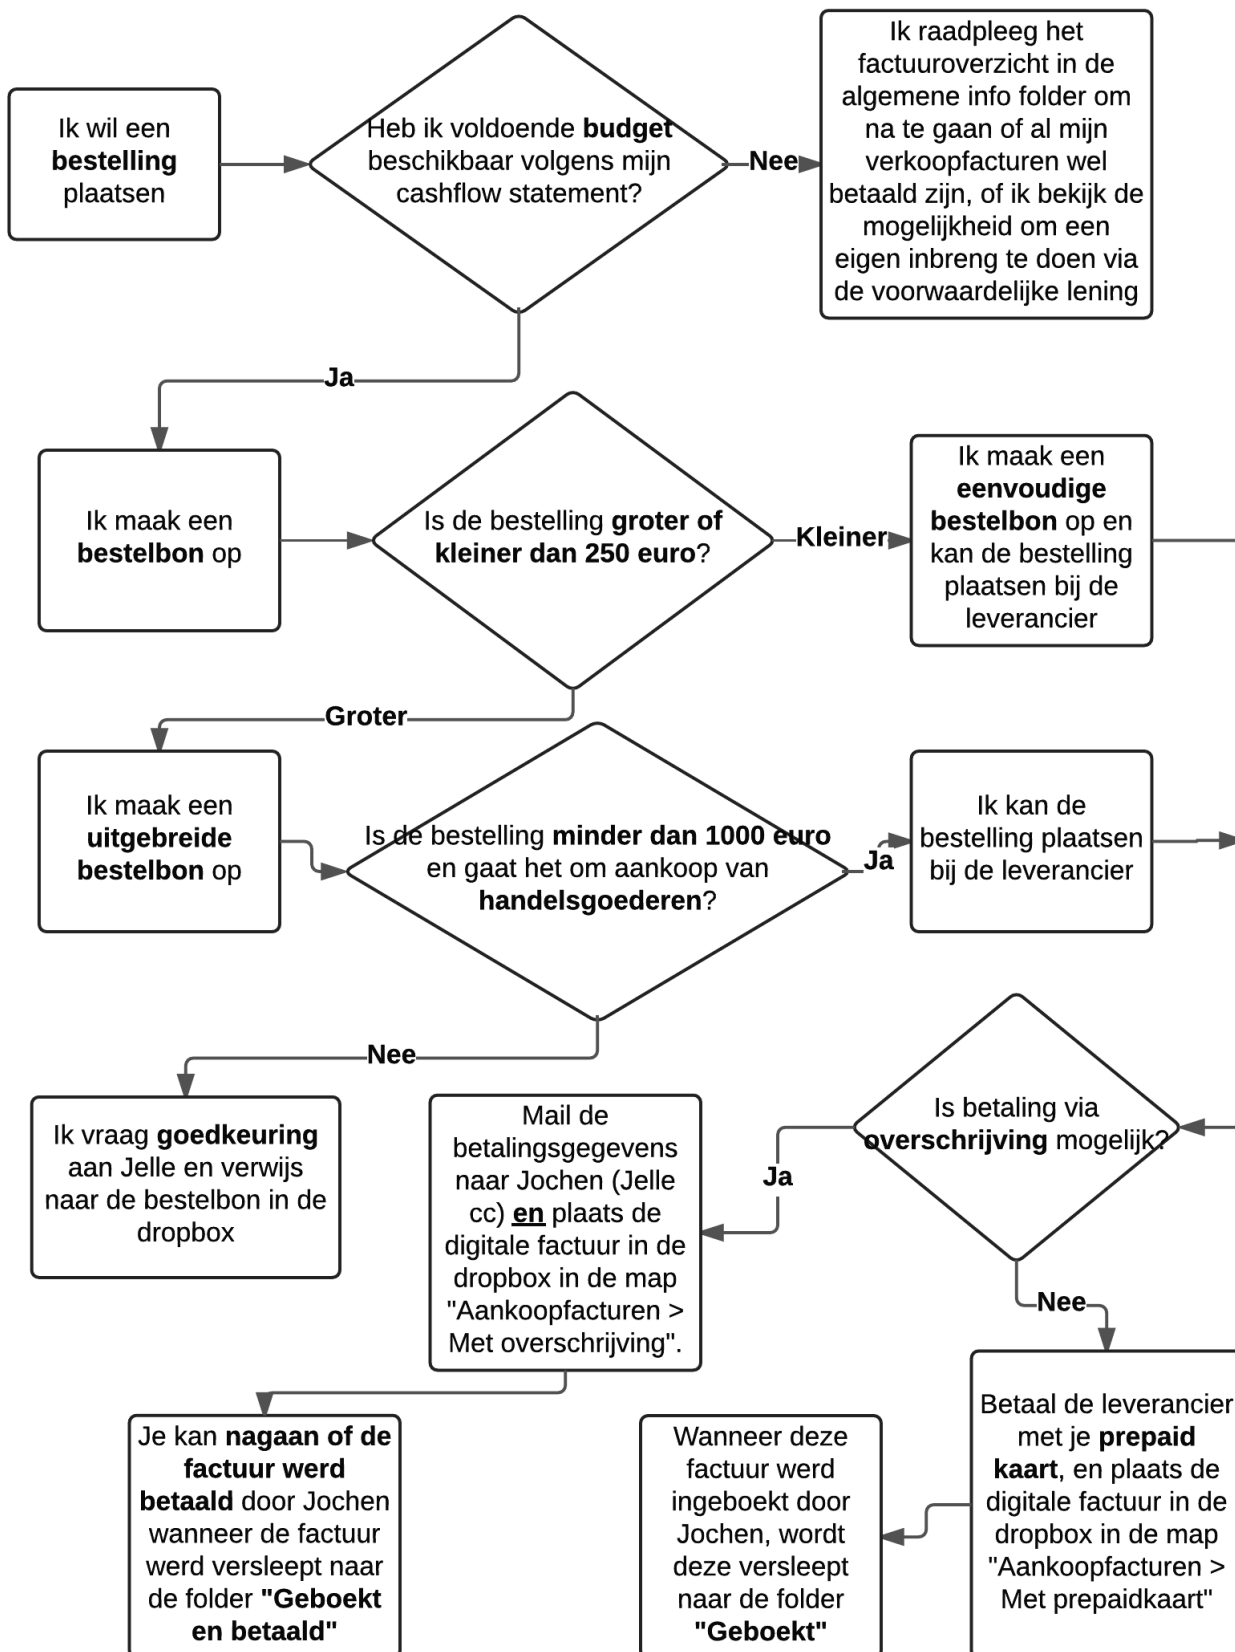 Ik wil een
bestelling
plaatsen
Heb ik voldoende budget
beschikbaar volgens mijn
cashflow statement?
Nee
Ik raadpleeg het
factuuroverzicht in de
algemene info folder om
na te gaan of al mijn
verkoopfacturen wel
betaald zijn, of ik bekijk de
mogelijkheid om een
eigen inbreng te doen via
de voorwaardelijke lening
Ja
Ik maak een
bestelbon op
Is de bestelling groter of
kleiner dan 250 euro?
Kleiner
Ik maak een
eenvoudige
bestelbon op en
kan de bestelling
plaatsen bij de
leverancier
Groter
Ik maak een
uitgebreide
bestelbon op
Is de bestelling minder dan 1000 euro
en gaat het om aankoop van
handelsgoederen?
Ja
Ik kan de
bestelling plaatsen
bij de leverancier
Nee
Ik vraag goedkeuring
aan Jelle en verwijs
naar de bestelbon in de
dropbox
Is betaling via
overschrijving mogelijk?
Ja
Mail de
betalingsgegevens
naar Jochen (Jelle
cc) en plaats de
digitale factuur in de
dropbox in de map
"Aankoopfacturen >
Met overschrijving".
Nee
Betaal de leverancier
met je prepaid
kaart, en plaats de
digitale factuur in de
dropbox in de map
"Aankoopfacturen >
Met prepaidkaart"
Je kan nagaan of de
factuur werd
betaald door Jochen
wanneer de factuur
werd versleept naar
de folder "Geboekt
en betaald"
Wanneer deze
factuur werd
ingeboekt door
Jochen, wordt
deze versleept
naar de folder
"Geboekt"